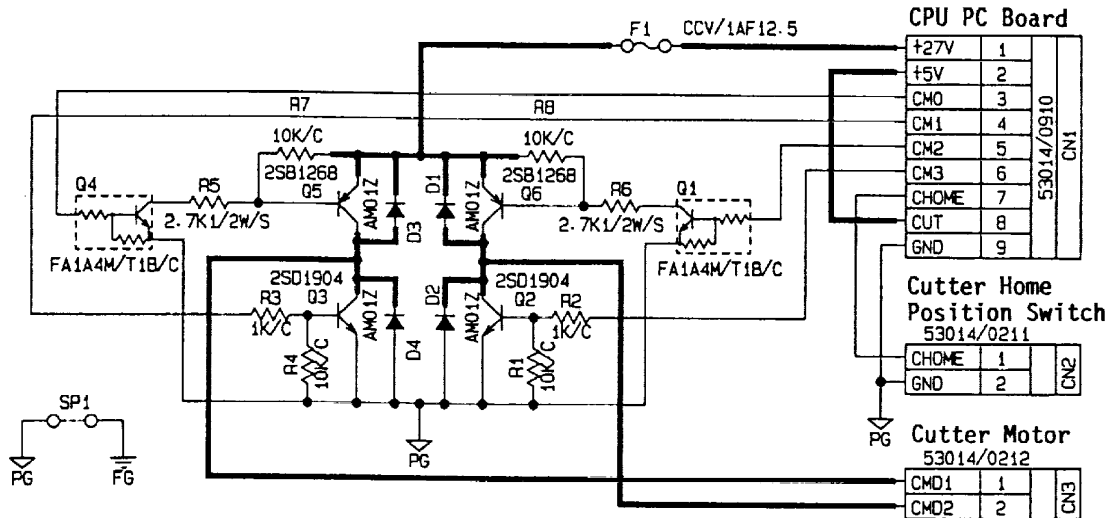 CPU PC Board
F1 CCV/1AF12.5
+27V 1
+5V 2
CM0 3
CM1 4
CM2 5
CM3 6
CHOME 7
CUT 8
GND 9
53014/0910
CN1
R7
10K/C
R8
10K/C
2SB1268
Q5
2SB1268
Q6
Q4
R5
2.7K1/2W/S
AM01Z
D3
D1
AM01Z
R6
2.7K1/2W/S
Q1
FA1A4M/T1B/C
FA1A4M/T1B/C
2SD1904
Q3
2SD1904
Q2
R3
1K/C
R4
10K/C
AM01Z
D4
D2
AM01Z
R2
1K/C
R1
10K/C
Cutter Home
Position Switch
53014/0211
CHOME 1
GND 2
CN2
SP1
PG
FG
PG
PG
Cutter Motor
53014/0212
CMD1 1
CMD2 2
CN3